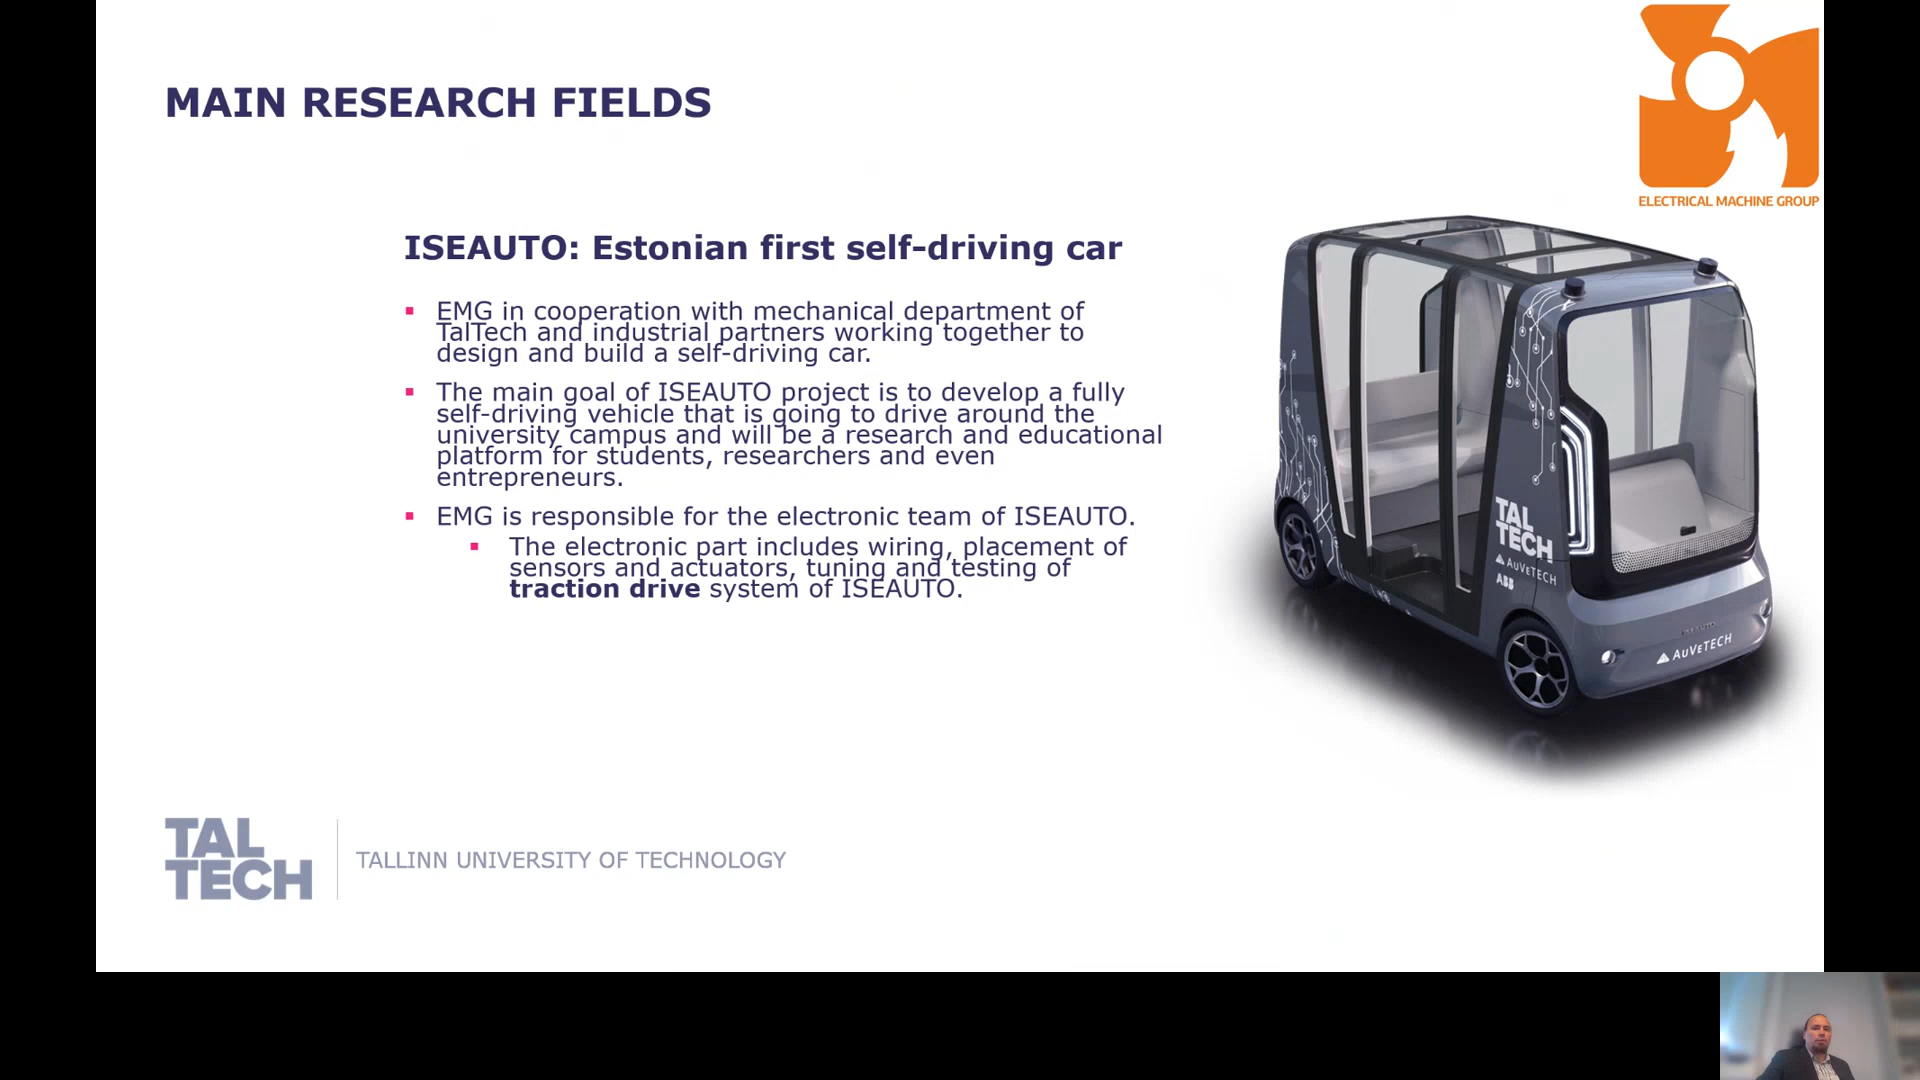 MAIN RESEARCH FIELDS
ELECTRICAL MACHINE GROUP
ISEAUTO: Estonian first self-driving car
▪ EMG in cooperation with mechanical department of
TalTech and industrial partners working together to
design and build a self-driving car.
▪ The main goal of ISEAUTO project is to develop a fully
self-driving vehicle that is going to drive around the
university campus and will be a research and educational
platform for students, researchers and even
entrepreneurs.
▪ EMG is responsible for the electronic team of ISEAUTO.
▪ The electronic part includes wiring, placement of
sensors and actuators, tuning and testing of
traction drive system of ISEAUTO.
TAL
TECH
AUVETECH
ABB
ISEAUTO
AUVETECH
TAL
TECH
TALLINN UNIVERSITY OF TECHNOLOGY